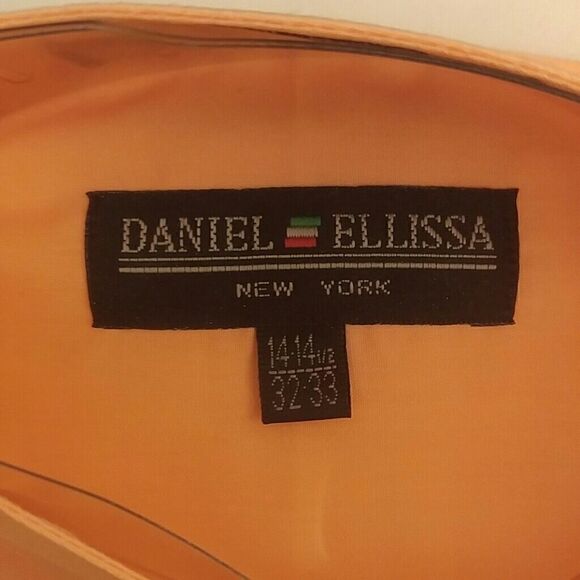 DANIEL ELLISSA
NEW YORK
14-14 1/2
32-33